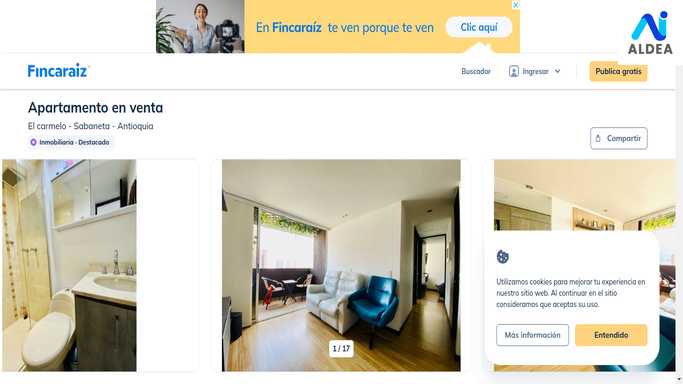 En Fincaraíz te ven porque te ven
Clic aquí
ALDEA
Fincaraiz
Buscador
Ingresar
Publica gratis
Apartamento en venta
El carmelo - Sabaneta - Antioquia
Inmobiliaria - Destacado
Compartir
1 / 17
Utilizamos cookies para mejorar tu experiencia en
nuestro sitio web. Al continuar en el sitio
consideramos que aceptas su uso.
Más información
Entendido